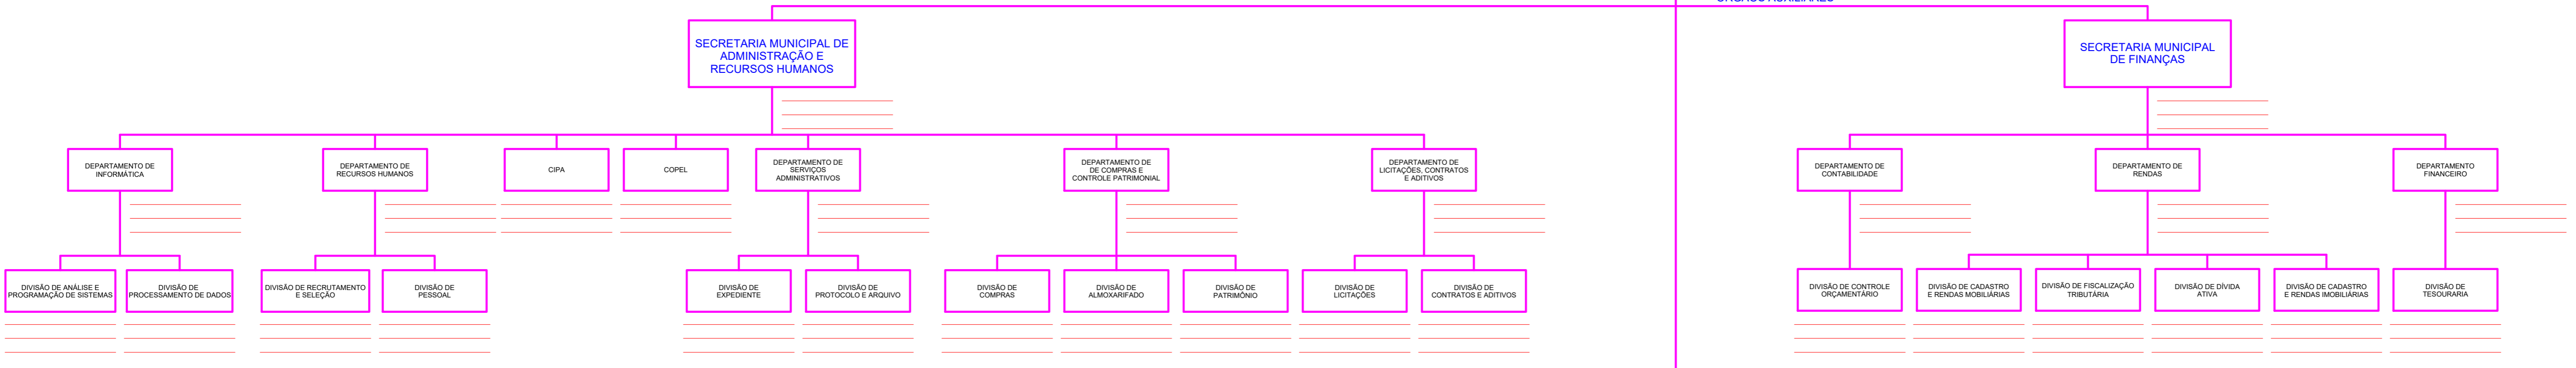 ÓRGÃOS AUXILIARES
SECRETARIA MUNICIPAL DE
ADMINISTRAÇÃO E
RECURSOS HUMANOS
SECRETARIA MUNICIPAL
DE FINANÇAS
DEPARTAMENTO DE
INFORMÁTICA
DEPARTAMENTO DE
RECURSOS HUMANOS
CIPA
COPEL
DEPARTAMENTO DE
SERVIÇOS
ADMINISTRATIVOS
DEPARTAMENTO DE
DE COMPRAS E
CONTROLE PATRIMONIAL
DEPARTAMENTO DE
LICITAÇÕES, CONTRATOS
E ADITIVOS
DEPARTAMENTO DE
CONTABILIDADE
DEPARTAMENTO DE
RENDAS
DEPARTAMENTO
FINANCEIRO
DIVISÃO DE ANÁLISE E
PROGRAMAÇÃO DE SISTEMAS
DIVISÃO DE
PROCESSAMENTO DE DADOS
DIVISÃO DE RECRUTAMENTO
E SELEÇÃO
DIVISÃO DE
PESSOAL
DIVISÃO DE
EXPEDIENTE
DIVISÃO DE
PROTOCOLO E ARQUIVO
DIVISÃO DE
COMPRAS
DIVISÃO DE
ALMOXARIFADO
DIVISÃO DE
PATRIMÔNIO
DIVISÃO DE
LICITAÇÕES
DIVISÃO DE
CONTRATOS E ADITIVOS
DIVISÃO DE CONTROLE
ORÇAMENTÁRIO
DIVISÃO DE CADASTRO
E RENDAS MOBILIÁRIAS
DIVISÃO DE FISCALIZAÇÃO
TRIBUTÁRIA
DIVISÃO DE DÍVIDA
ATIVA
DIVISÃO DE CADASTRO
E RENDAS IMOBILIÁRIAS
DIVISÃO DE
TESOURARIA